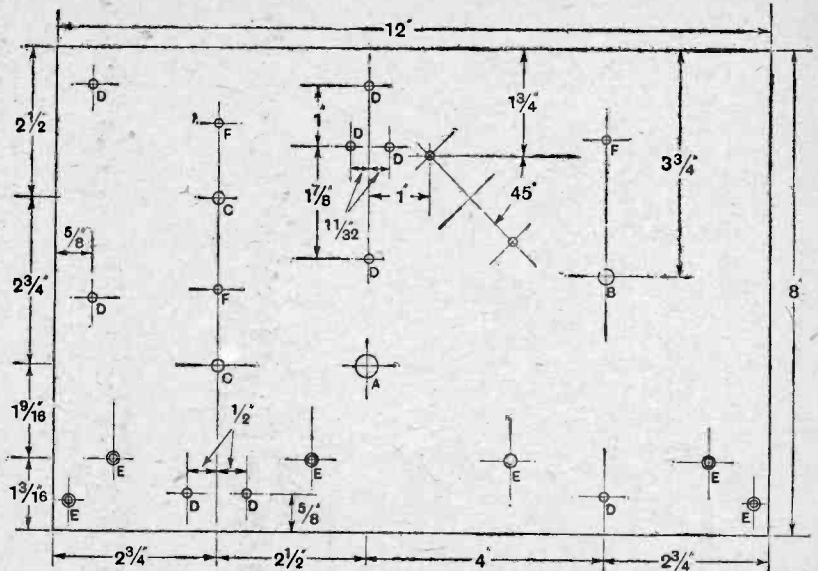 12"
D
D
F
1"
1 3/4"
2 1/2
D
D
F
3 3/4"
C
1 7/8"
1"
45°
5/8"
11/32"
D
2 3/4"
D
F
B
8"
C
A
1 9/16"
1/2"
E
E
E
E
1 3/16"
E
D
D
5/8"
D
E
2 3/4"
2 1/2"
4"
2 3/4"